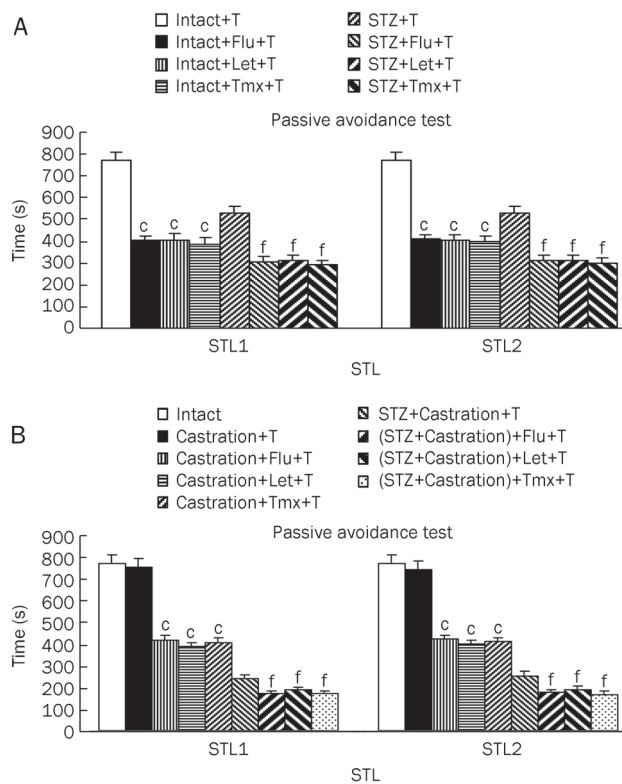 A
Intact+T
Intact+Flu+T
Intact+Let+T
Intact+Tmx+T
STZ+T
STZ+Flu+T
STZ+Let+T
STZ+Tmx+T
Passive avoidance test
Time (s)
900
800
700
600
500
400
300
200
100
0
c c c f f f
c c c f f f
STL1 STL2
STL
B
Intact
Castration+T
Castration+Flu+T
Castration+Let+T
Castration+Tmx+T
STZ+Castration+T
(STZ+Castration)+Flu+T
(STZ+Castration)+Let+T
(STZ+Castration)+Tmx+T
Passive avoidance test
Time (s)
900
800
700
600
500
400
300
200
100
0
c c c f f f
c c c f f f
STL1 STL2
STL